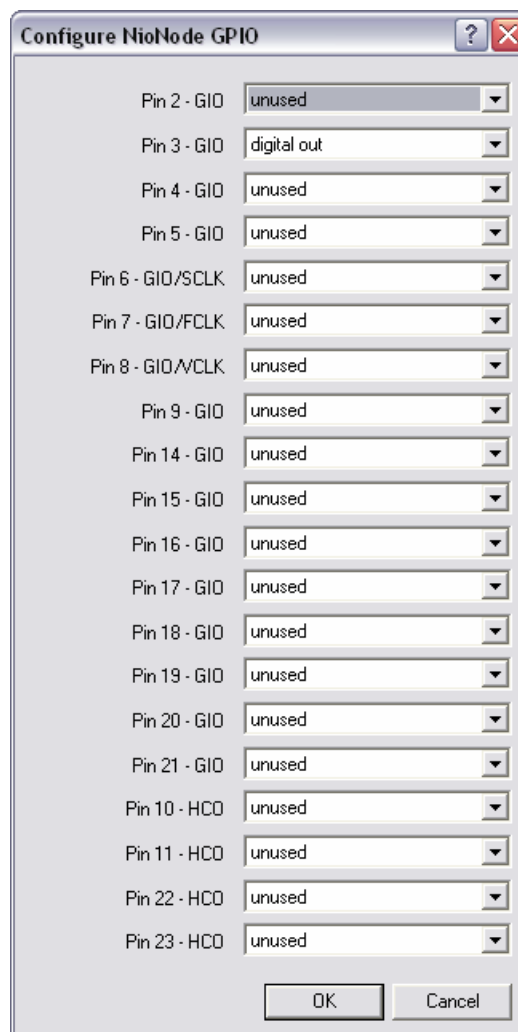 Configure NioNode GPIO
?
Pin 2 - GIO unused
Pin 3 - GIO digital out
Pin 4 - GIO unused
Pin 5 - GIO unused
Pin 6 - GIO/SCLK unused
Pin 7 - GIO/FCLK unused
Pin 8 - GIO/VCLK unused
Pin 9 - GIO unused
Pin 14 - GIO unused
Pin 15 - GIO unused
Pin 16 - GIO unused
Pin 17 - GIO unused
Pin 18 - GIO unused
Pin 19 - GIO unused
Pin 20 - GIO unused
Pin 21 - GIO unused
Pin 10 - HCO unused
Pin 11 - HCO unused
Pin 22 - HCO unused
Pin 23 - HCO unused
OK Cancel